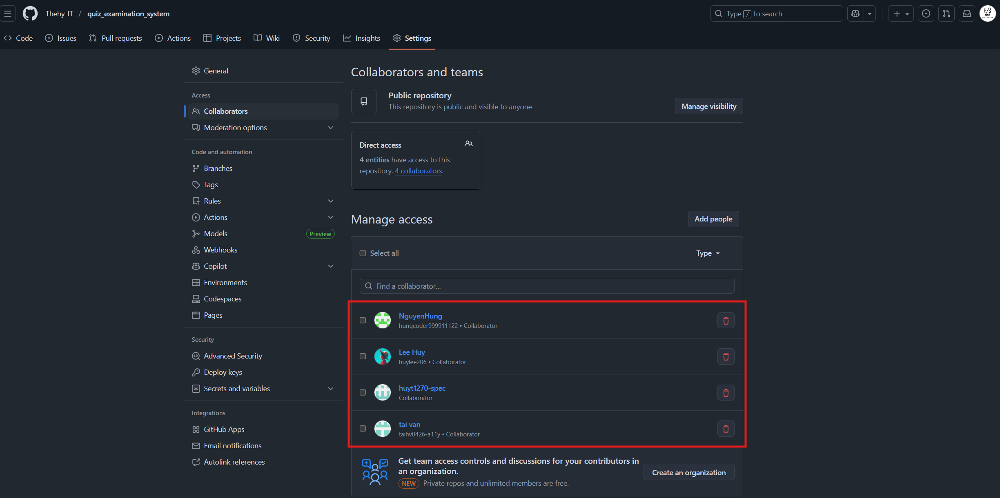 Thehy-IT / quiz_examination_system
Type / to search
Code
Issues
Pull requests
Actions
Projects
Wiki
Security
Insights
Settings
General
Access
Collaborators
Moderation options
Code and automation
Branches
Tags
Rules
Actions
Models
Preview
Webhooks
Copilot
Environments
Codespaces
Pages
Security
Advanced Security
Deploy keys
Secrets and variables
Integrations
GitHub Apps
Email notifications
Autolink references
Collaborators and teams
Public repository
This repository is public and visible to anyone
Manage visibility
Direct access
4 entities have access to this
repository. 4 collaborators.
Manage access
Add people
Select all
Type
Find a collaborator...
NguyenHung
hungcoder999911122 • Collaborator
Lee Huy
huylee206 • Collaborator
huyt1270-spec
Collaborator
tai van
taihv0426-a11y • Collaborator
Get team access controls and discussions for your contributors in
an organization.
NEW Private repos and unlimited members are free.
Create an organization